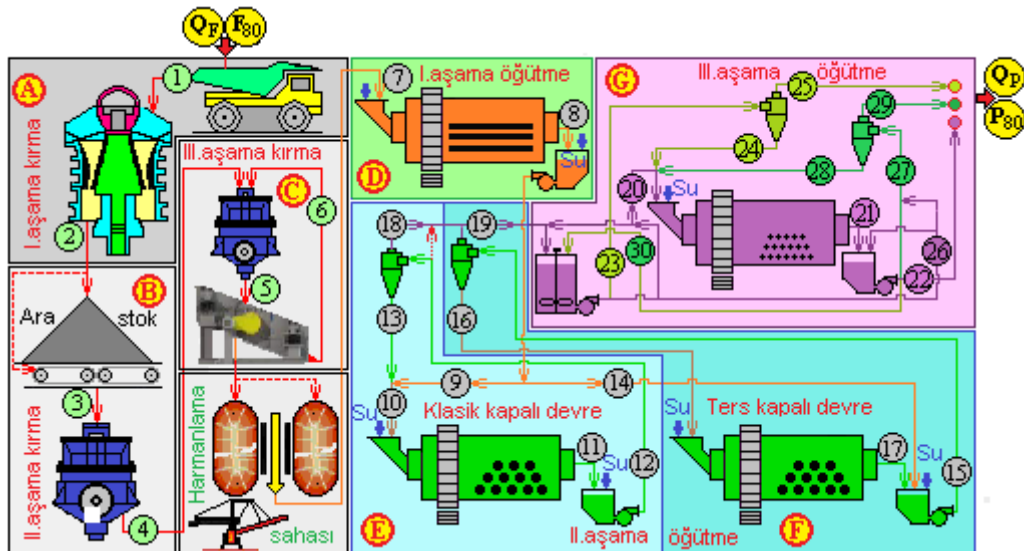 QF F80
A
1
I.aşama kırma
2
B
Ara stok
3
II.aşama kırma
4
III.aşama kırma
C
6
5
Harmanlama
sahası
I.aşama öğütme
7
8
D
Su
G
III.aşama öğütme
25
29
24
28
27
20
Su
21
23
30
26
22
QP
P80
18
19
13
16
9
14
10
Su
Klasik kapalı devre
11
Su
12
E
II.aşama
Ters kapalı devre
Su
17
Su
15
F
öğütme